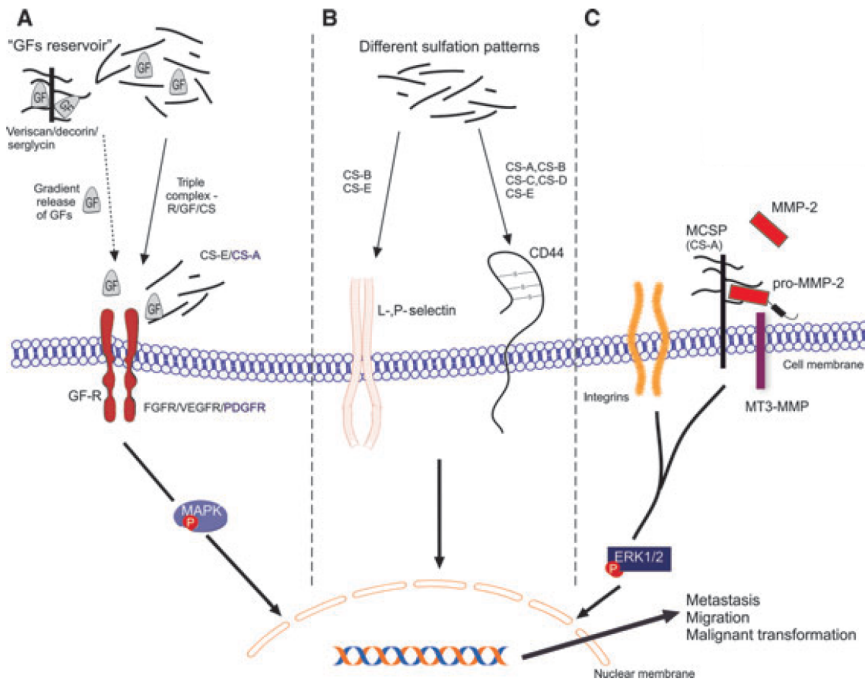 A
"GFs reservoir"
GF
GF
GF
GF
Veriscan/decorin/
serglycin
Gradient
release
of GFs
GF
Triple
complex -
R/GF/CS
CS-E/CS-A
GF
GF
GF-R
FGFR/VEGFR/PDGFR
MAPK
P
B
Different sulfation patterns
CS-B
CS-E
CS-A,CS-B
CS-C,CS-D
CS-E
CD44
S
S
S
L-,P-selectin
C
MMP-2
MCSP
(CS-A)
pro-MMP-2
Cell membrane
Integrins
MT3-MMP
ERK1/2
P
Metastasis
Migration
Malignant transformation
Nuclear membrane